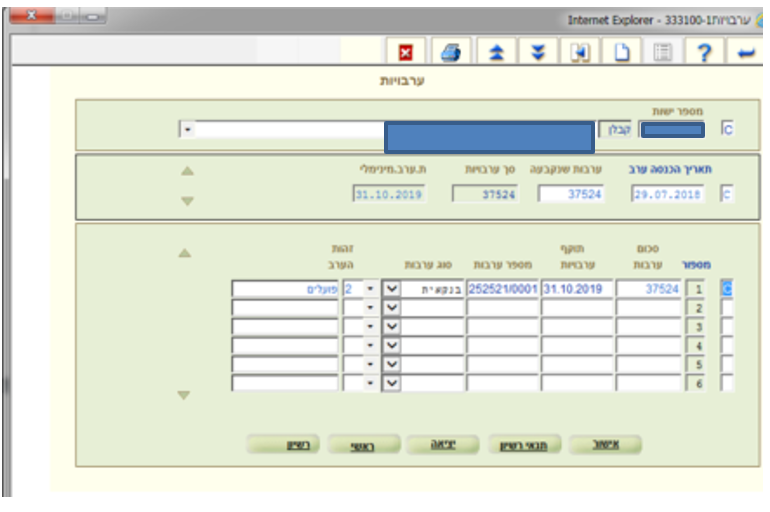 ערבויות1-333100 - Internet Explorer
?
ערבויות
מספר ישות
C קבלן
תאריך הכנסה ערב ערבות שנקבעה סך ערבויות ת.ערב.מינימלי
C 29.07.2018 37524 37524 31.10.2019
מספור סכום ערבות תוקף ערבויות מספר ערבות סוג ערבות זהות הערב
C 1 37524 31.10.2019 252521/0001 בנקאית 2 פועלים
2
3
4
5
6
אישור תנאי רשיון יציאה ראשי רשיון